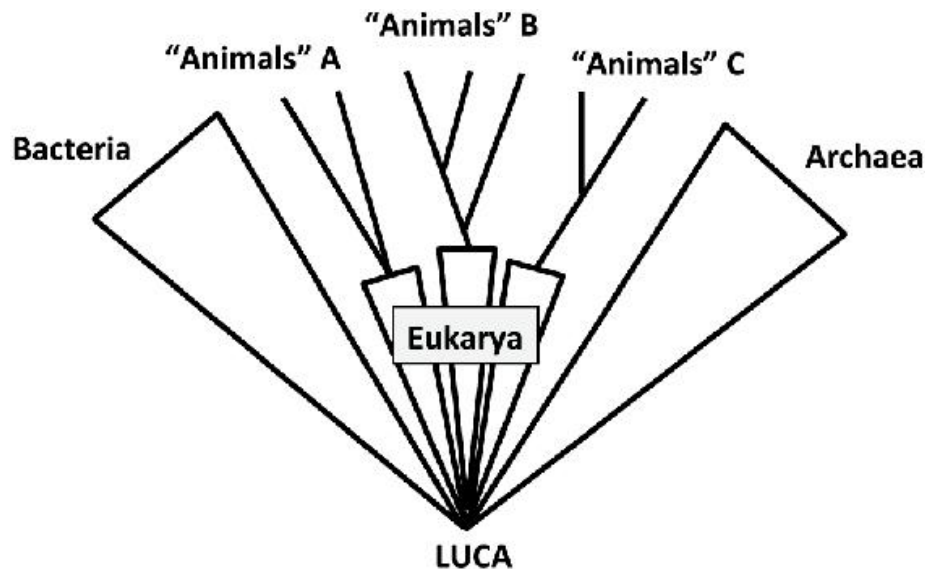 “Animals” B
“Animals” A
“Animals” C
Bacteria
Archaea
Eukarya
LUCA